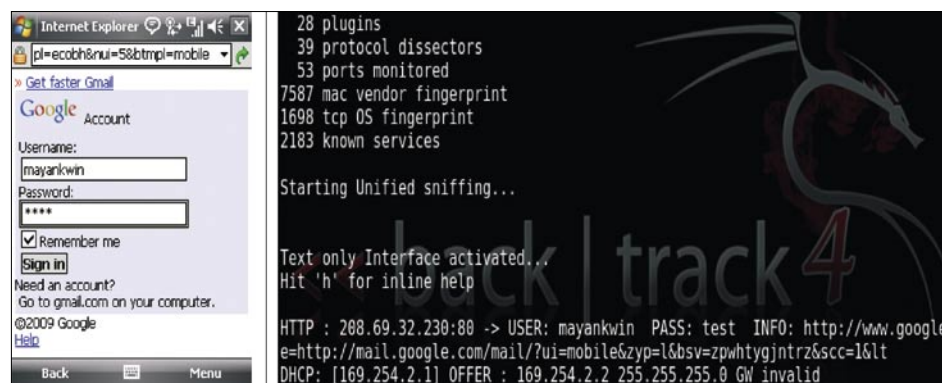 Internet Explorer
pl=ecobh&nui=5&btmpl=mobile
» Get faster Gmail
Google Account
Username:
mayankwin
Password:
****
Remember me
Sign in
Need an account?
Go to gmail.com on your computer.
©2009 Google
Help
Back Menu
28 plugins
39 protocol dissectors
53 ports monitored
7587 mac vendor fingerprint
1698 tcp OS fingerprint
2183 known services
Starting Unified sniffing...
Text only Interface activated...
Hit 'h' for inline help
HTTP : 208.69.32.230:80 -> USER: mayankwin PASS: test INFO: http://www.google
e=http://mail.google.com/mail/?ui=mobile&zyp=l&bsv=zpwhtygjntrz&scc=1&lt
DHCP: [169.254.2.1] OFFER : 169.254.2.2 255.255.255.0 GW invalid
<< back | track 4